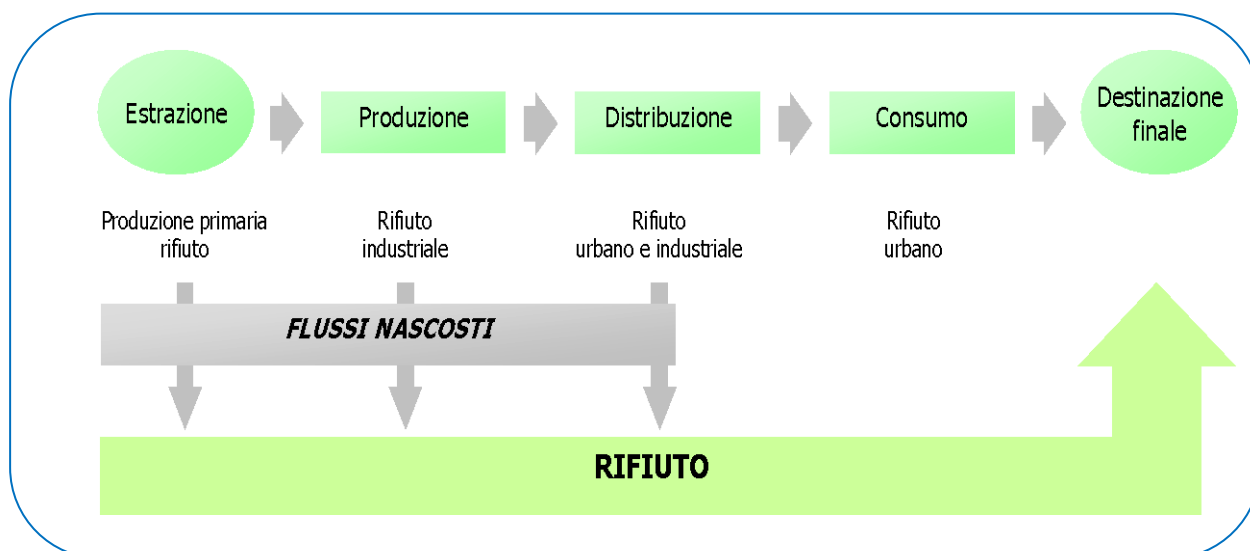 Estrazione
Produzione
Distribuzione
Consumo
Destinazione
finale
Produzione primaria
rifiuto
Rifiuto
industriale
Rifiuto
urbano e industriale
Rifiuto
urbano
FLUSSI NASCOSTI
RIFIUTO